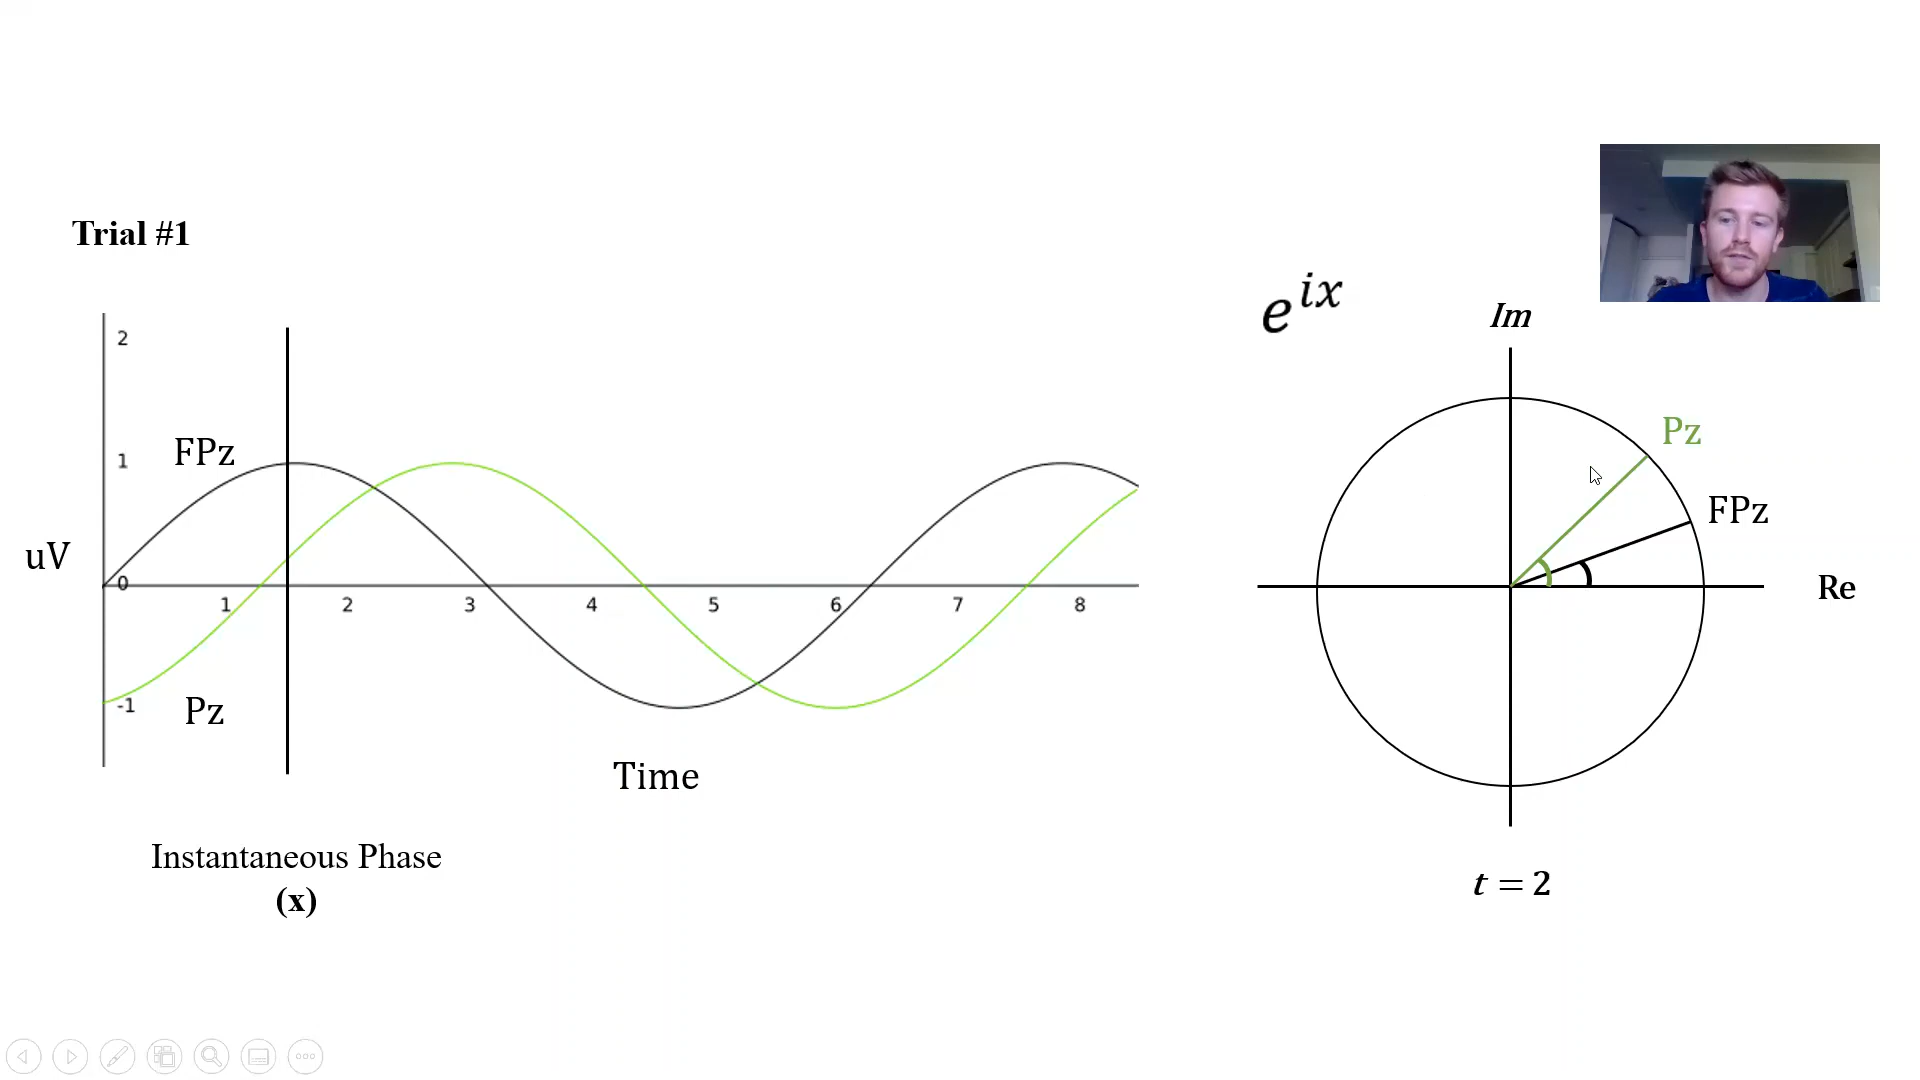 Trial #1
2
1
0
-1
uV
FPz
Pz
1 2 3 4 5 6 7 8
Time
Instantaneous Phase
(x)
e^{ix}
Im
Pz
FPz
Re
t = 2